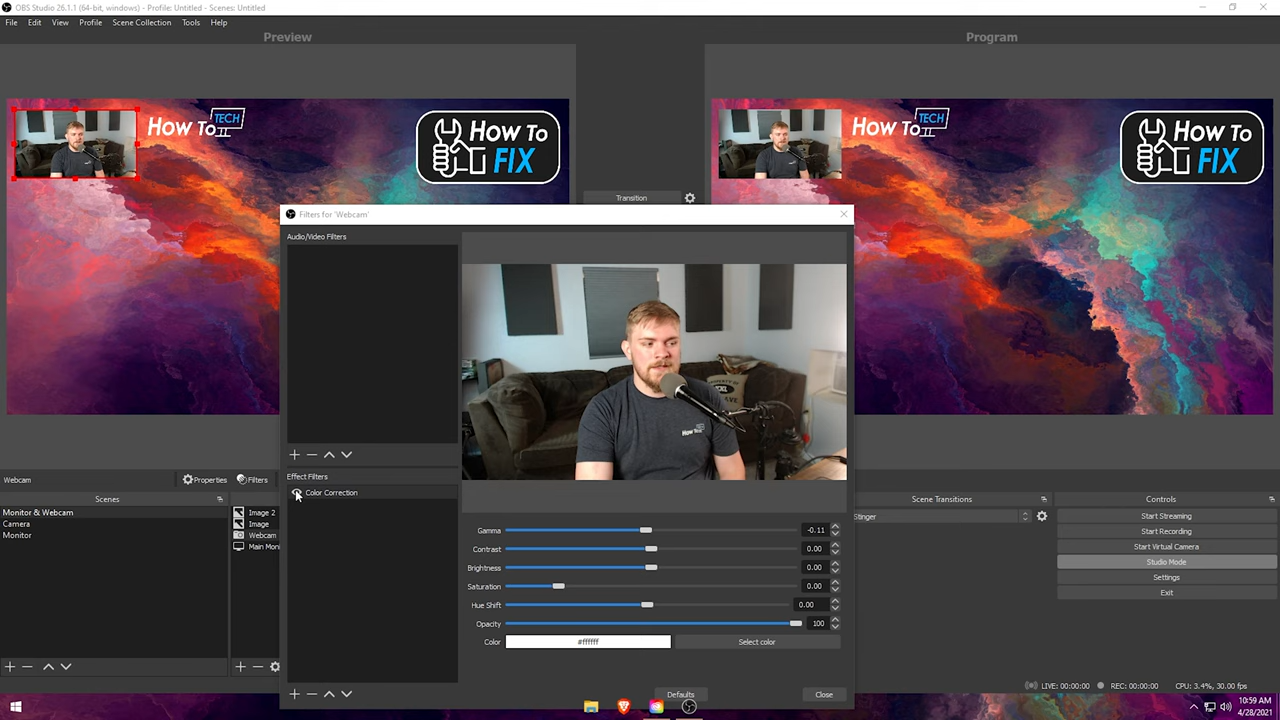 OBS Studio 26.1.1 (64-bit, windows) - Profile: Untitled - Scenes: Untitled
File Edit View Profile Scene Collection Tools Help
Preview
Program
How To TECH
How To
FIX
How To TECH
How To
FIX
Transition
Filters for 'Webcam'
Audio/Video Filters
Effect Filters
Color Correction
How Tech
Gamma -0.11
Contrast 0.00
Brightness 0.00
Saturation 0.00
Hue Shift 0.00
Opacity 100
Color #ffffff Select color
Defaults
Close
Webcam
Properties
Filters
Scenes
Monitor & Webcam
Camera
Monitor
Image 2
Image
Webcam
Main Moni
Scene Transitions
Stinger
Controls
Start Streaming
Start Recording
Start Virtual Camera
Studio Mode
Settings
Exit
LIVE: 00:00:00 REC: 00:00:00 CPU: 3.4%, 30.00 fps
10:59 AM
4/28/2021